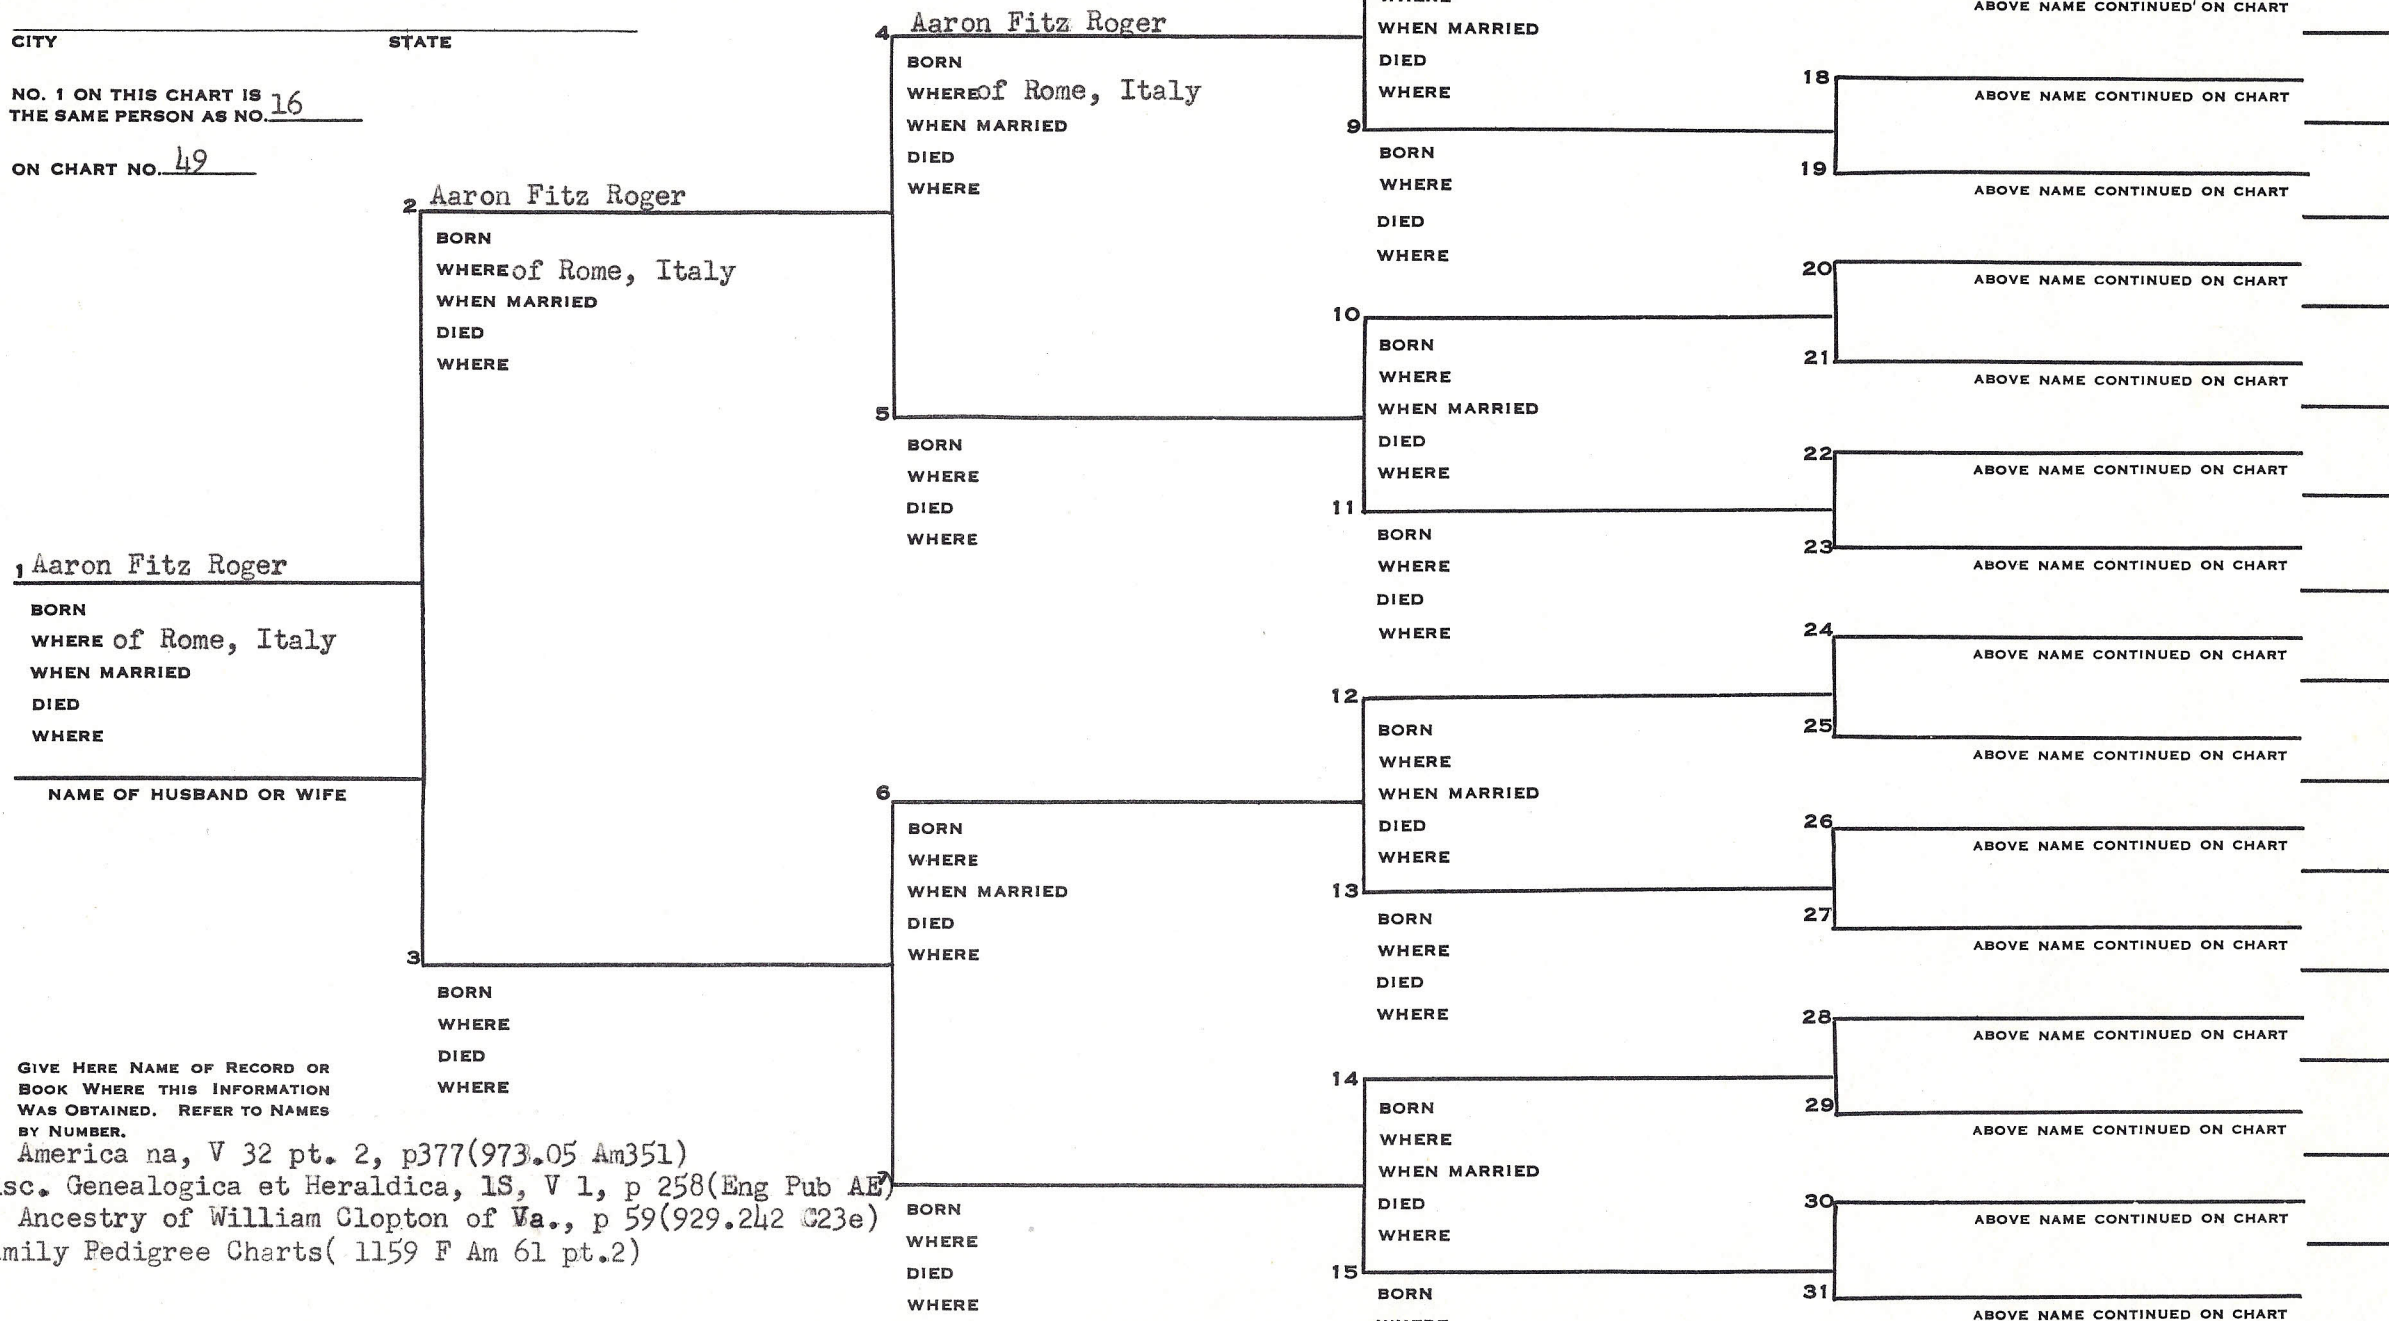 CITY STATE
NO. 1 ON THIS CHART IS
THE SAME PERSON AS NO. 16
ON CHART NO. 49
1 Aaron Fitz Roger
BORN
WHERE of Rome, Italy
WHEN MARRIED
DIED
WHERE
NAME OF HUSBAND OR WIFE
GIVE HERE NAME OF RECORD OR
BOOK WHERE THIS INFORMATION
WAS OBTAINED. REFER TO NAMES
BY NUMBER.
America na, V 32 pt. 2, p377(973.05 Am351)
sc. Genealogica et Heraldica, 1S, V 1, p 258(Eng Pub AE)
Ancestry of William Clopton of Va., p 59(929.242 C23e)
mily Pedigree Charts( 1159 F Am 61 pt.2)
2 Aaron Fitz Roger
BORN
WHERE of Rome, Italy
WHEN MARRIED
DIED
WHERE
3
BORN
WHERE
DIED
WHERE
4 Aaron Fitz Roger
BORN
WHERE of Rome, Italy
WHEN MARRIED
DIED
WHERE
5
BORN
WHERE
DIED
WHERE
6
BORN
WHERE
WHEN MARRIED
DIED
WHERE
7
BORN
WHERE
DIED
WHERE
WHEN MARRIED
DIED
WHERE
9
BORN
WHERE
DIED
WHERE
10
BORN
WHERE
WHEN MARRIED
DIED
WHERE
11
BORN
WHERE
DIED
WHERE
12
BORN
WHERE
WHEN MARRIED
DIED
WHERE
13
BORN
WHERE
DIED
WHERE
14
BORN
WHERE
WHEN MARRIED
DIED
WHERE
15
BORN
ABOVE NAME CONTINUED ON CHART
18
ABOVE NAME CONTINUED ON CHART
19
ABOVE NAME CONTINUED ON CHART
20
ABOVE NAME CONTINUED ON CHART
21
ABOVE NAME CONTINUED ON CHART
22
ABOVE NAME CONTINUED ON CHART
23
ABOVE NAME CONTINUED ON CHART
24
ABOVE NAME CONTINUED ON CHART
25
ABOVE NAME CONTINUED ON CHART
26
ABOVE NAME CONTINUED ON CHART
27
ABOVE NAME CONTINUED ON CHART
28
ABOVE NAME CONTINUED ON CHART
29
ABOVE NAME CONTINUED ON CHART
30
ABOVE NAME CONTINUED ON CHART
31
ABOVE NAME CONTINUED ON CHART